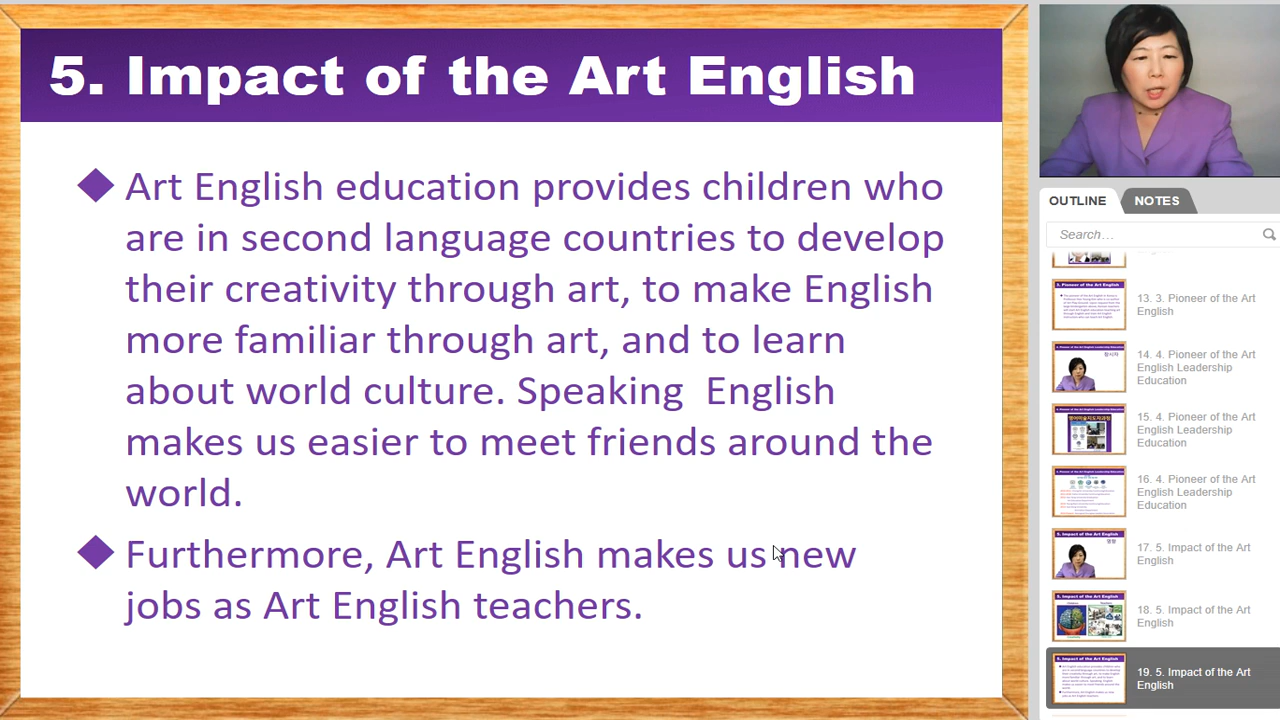 5. Impact of the Art English
Art English education provides children who
are in second language countries to develop
their creativity through art, to make English
more familiar through art, and to learn
about world culture. Speaking  English
makes us easier to meet friends around the
world.
Furthermore, Art English makes us new
jobs as Art English teachers.
OUTLINE
NOTES
Search...
13. 3. Pioneer of the Art
English
14. 4. Pioneer of the Art
English Leadership
Education
15. 4. Pioneer of the Art
English Leadership
Education
16. 4. Pioneer of the Art
English Leadership
Education
17. 5. Impact of the Art
English
18. 5. Impact of the Art
English
19. 5. Impact of the Art
English